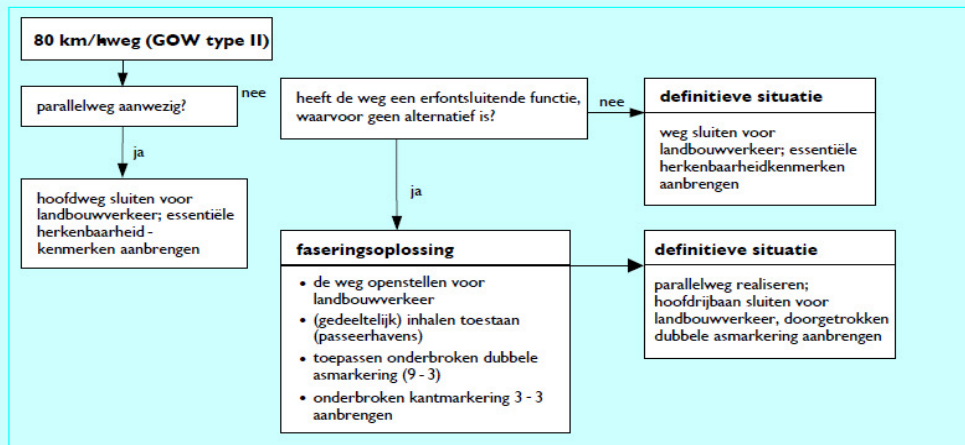 80 km/hweg (GOW type II)
parallelweg aanwezig?
nee
ja
hoofdweg sluiten voor
landbouwverkeer; essentiële
herkenbaarheid -
kenmerken aanbrengen
heeft de weg een erfontsluitende functie,
waarvoor geen alternatief is?
nee
ja
definitieve situatie
weg sluiten voor
landbouwverkeer; essentiële
herkenbaarheidkenmerken
aanbrengen
faseringsoplossing
• de weg openstellen voor
landbouwverkeer
• (gedeeltelijk) inhalen toestaan
(passeerhavens)
• toepassen onderbroken dubbele
asmarkering (9 - 3)
• onderbroken kantmarkering 3 - 3
aanbrengen
definitieve situatie
parallelweg realiseren;
hoofdrijbaan sluiten voor
landbouwverkeer, doorgetrokken
dubbele asmarkering aanbrengen